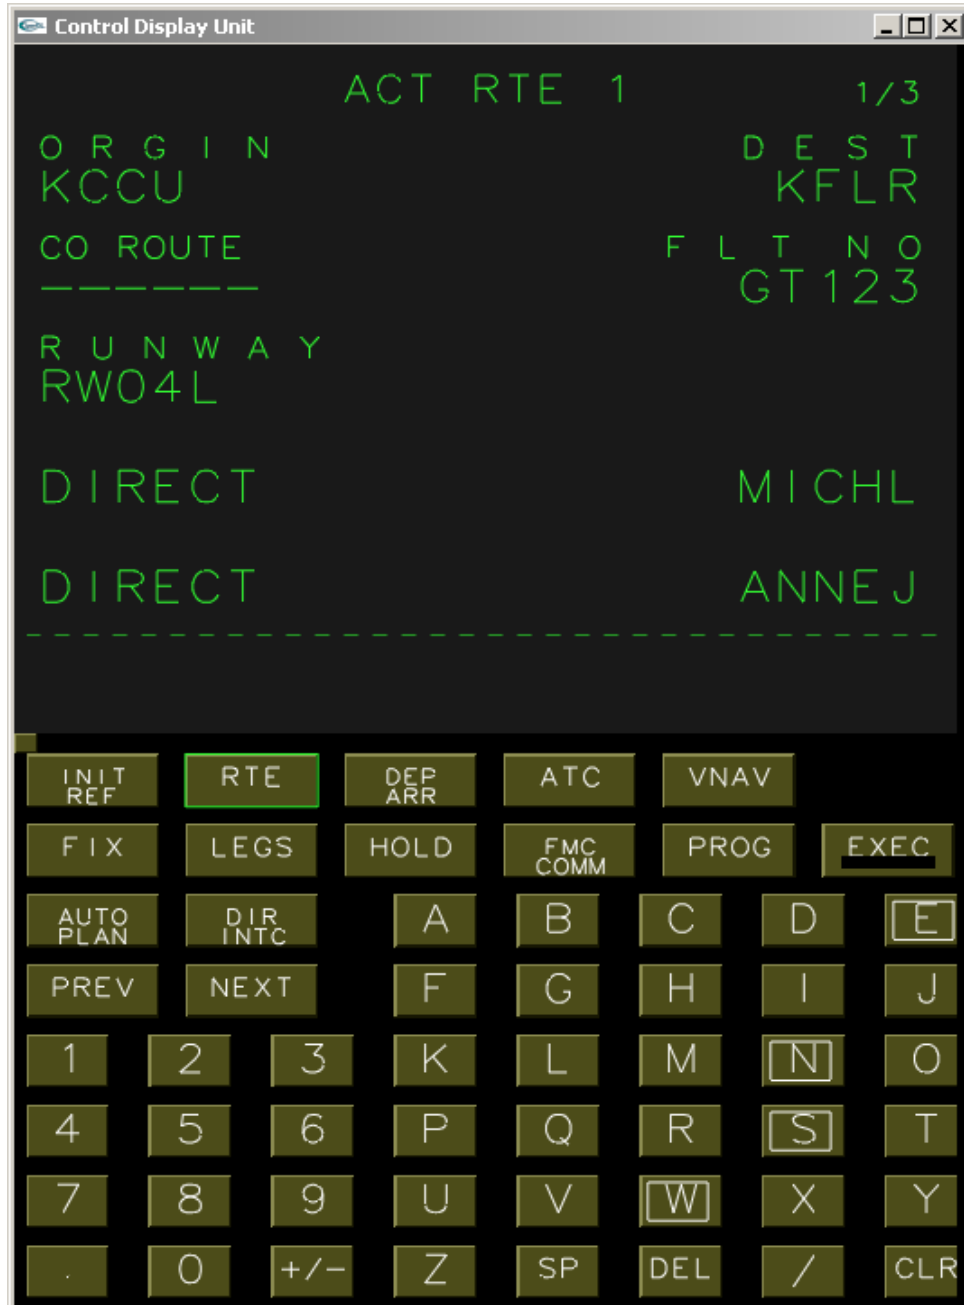 Control Display Unit
ACT RTE 1 1/3
ORGIN DEST
KCCU KFLR
CO ROUTE FLT NO
------ GT123
RUNWAY
RW04L
DIRECT MICHL
DIRECT ANNEJ
- - - - - - - - - - - - - - - - - - - - - - - - - - - - - - - - - - -
INIT REF RTE DEP ARR ATC VNAV
FIX LEGS HOLD FMC COMM PROG EXEC
AUTO PLAN DIR INTC A B C D E
PREV NEXT F G H I J
1 2 3 K L M N O
4 5 6 P Q R S T
7 8 9 U V W X Y
. 0 +/- Z SP DEL / CLR